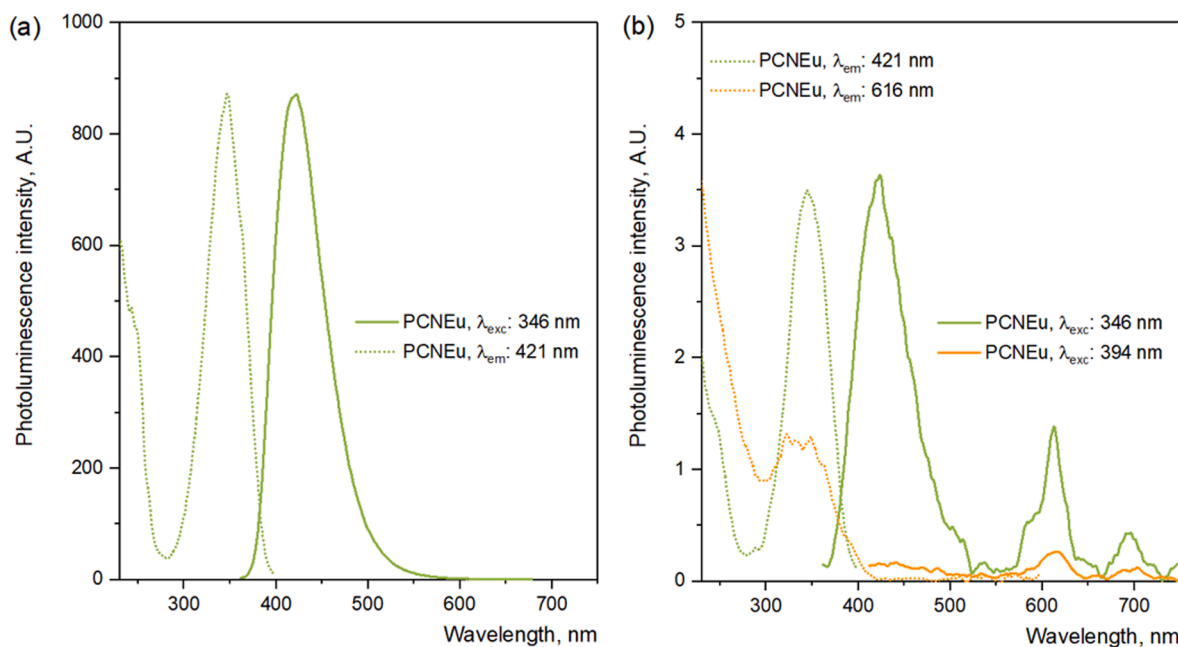 (a)
1000
800
600
400
200
0
Photoluminescence intensity, A.U.
PCNEu, λexc: 346 nm
PCNEu, λem: 421 nm
300 400 500 600 700
Wavelength, nm
(b)
5
4
3
2
1
0
Photoluminescence intensity, A.U.
PCNEu, λem: 421 nm
PCNEu, λem: 616 nm
PCNEu, λexc: 346 nm
PCNEu, λexc: 394 nm
300 400 500 600 700
Wavelength, nm